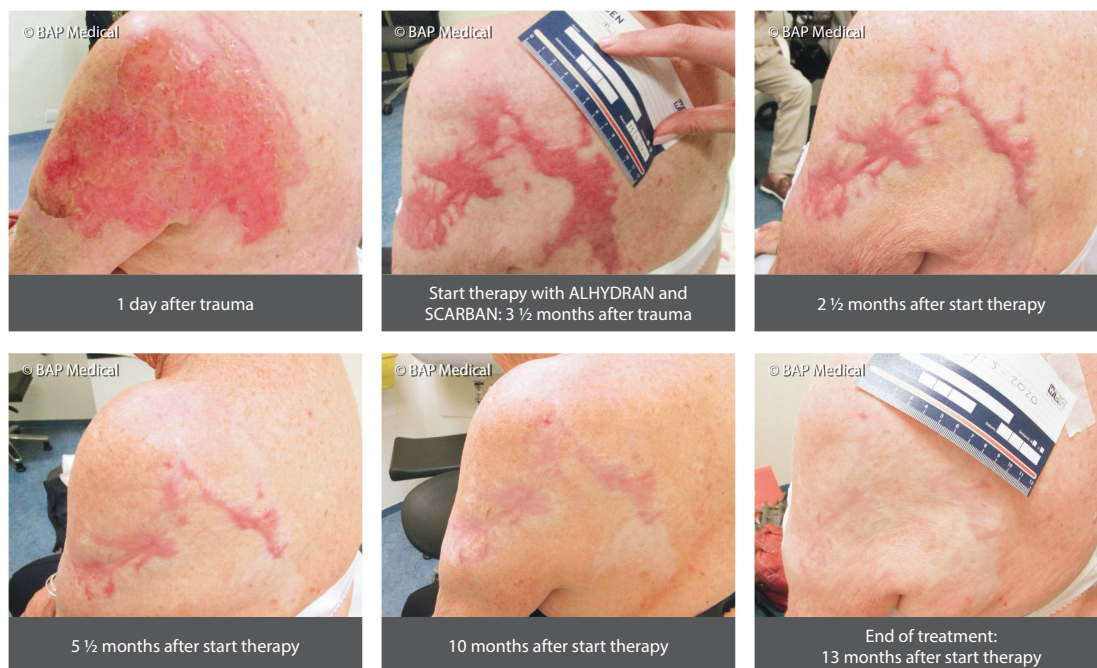 © BAP Medical
© BAP Medical
© BAP Medical
1 day after trauma
Start therapy with ALHYDRAN and
SCARBAN: 3 ½ months after trauma
2 ½ months after start therapy
© BAP Medical
© BAP Medical
© BAP Medical
5 ½ months after start therapy
10 months after start therapy
End of treatment:
13 months after start therapy